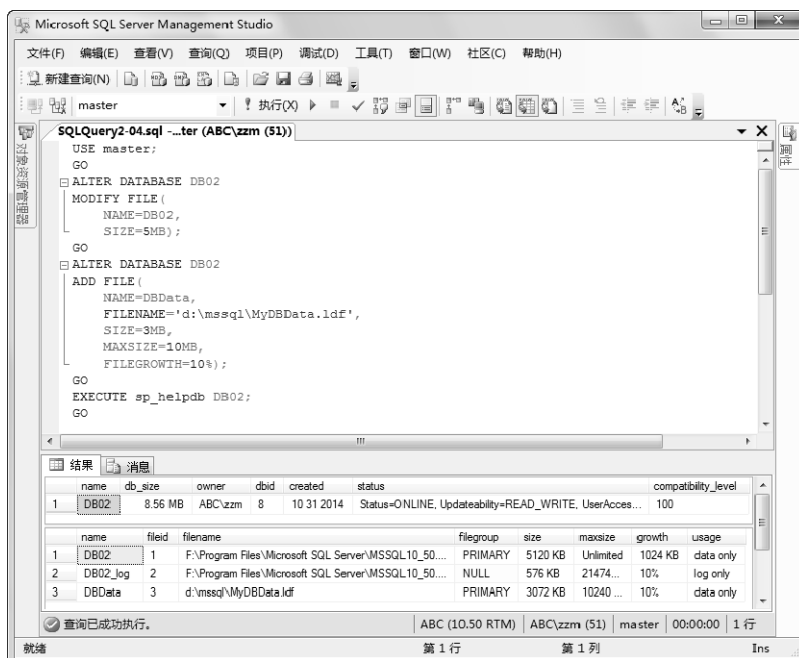 Microsoft SQL Server Management Studio
文件(F) 编辑(E) 查看(V) 查询(Q) 项目(P) 调试(D) 工具(T) 窗口(W) 社区(C) 帮助(H)
新建查询(N)
master 执行(X)
对象资源管理器
SQLQuery2-04.sql -...ter (ABC\zzm (51))
属性
USE master;
GO
ALTER DATABASE DB02
MODIFY FILE(
NAME=DB02,
SIZE=5MB);
GO
ALTER DATABASE DB02
ADD FILE(
NAME=DBData,
FILENAME='d:\mssql\MyDBData.ldf',
SIZE=3MB,
MAXSIZE=10MB,
FILEGROWTH=10%);
GO
EXECUTE sp_helpdb DB02;
GO
结果 消息
name db_size owner dbid created status compatibility_level
1 DB02 8.56 MB ABC\zzm 8 10 31 2014 Status=ONLINE, Updateability=READ_WRITE, UserAcces... 100
name fileid filename filegroup size maxsize growth usage
1 DB02 1 F:\Program Files\Microsoft SQL Server\MSSQL10_50.... PRIMARY 5120 KB Unlimited 1024 KB data only
2 DB02_log 2 F:\Program Files\Microsoft SQL Server\MSSQL10_50.... NULL 576 KB 21474... 10% log only
3 DBData 3 d:\mssql\MyDBData.ldf PRIMARY 3072 KB 10240 ... 10% data only
查询已成功执行。 ABC (10.50 RTM) ABC\zzm (51) master 00:00:00 1 行
就绪 第 1 行 第 1 列 Ins